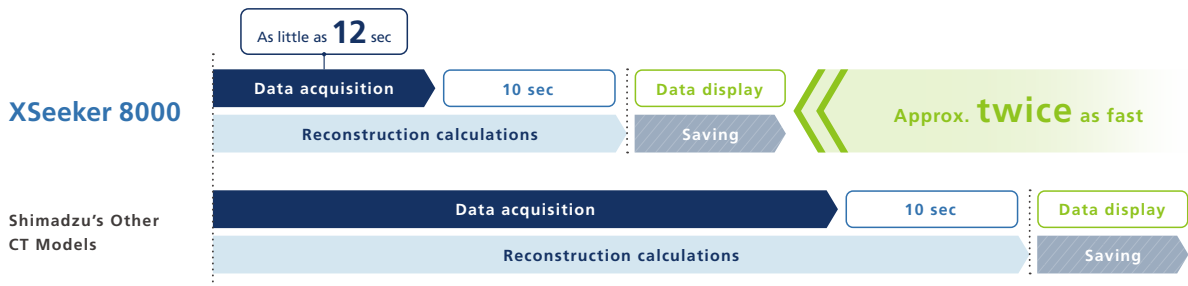 As little as 12 sec
XSeeker 8000
Data acquisition
10 sec
Data display
Reconstruction calculations
Saving
Approx. twice as fast
Shimadzu's Other
CT Models
Data acquisition
10 sec
Data display
Reconstruction calculations
Saving